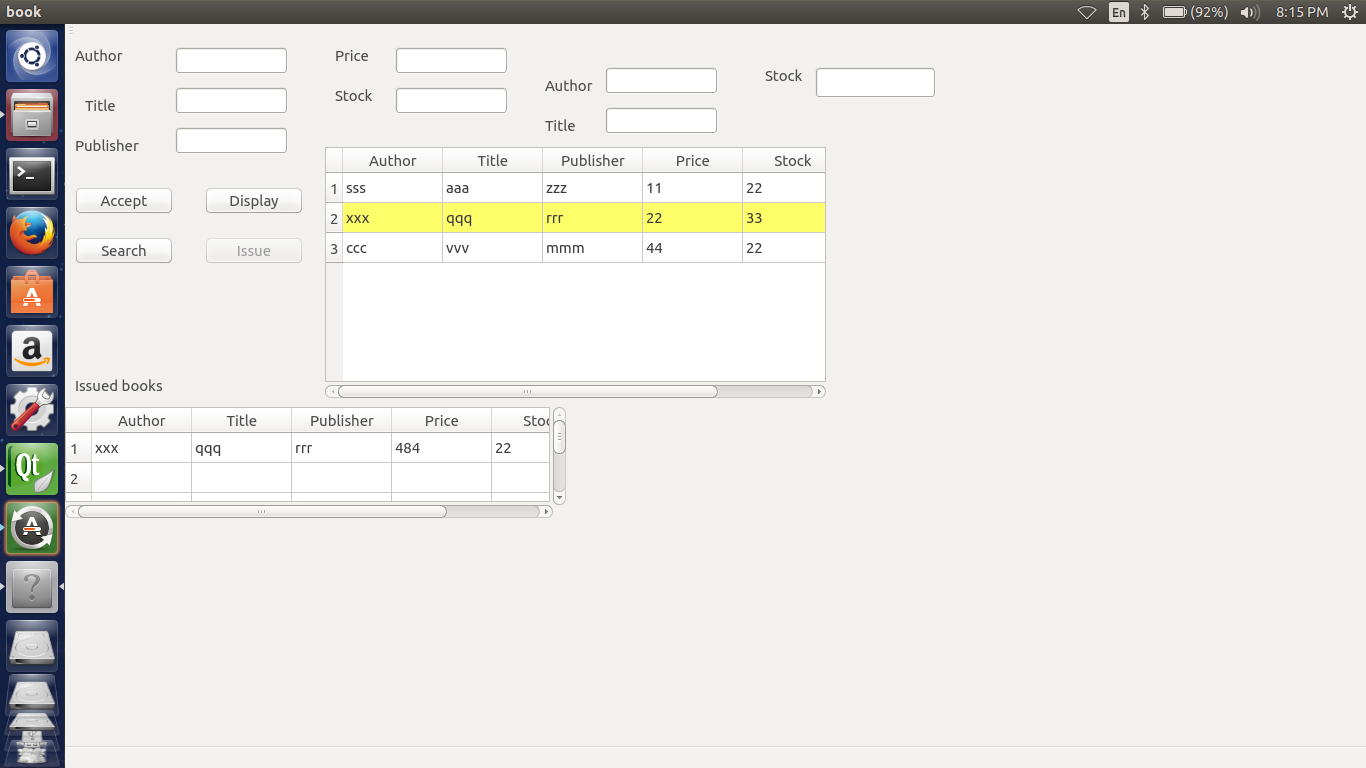 book
En
(92%)
8:15 PM
Author
Price
Stock
Author
Title
Stock
Title
Publisher
Accept
Display
Search
Issue
Author Title Publisher Price Stock
1 sss aaa zzz 11 22
2 xxx qqq rrr 22 33
3 ccc vvv mmm 44 22
Issued books
Author Title Publisher Price Stoc
1 xxx qqq rrr 484 22
2
>_
A
a
Qt
A
?